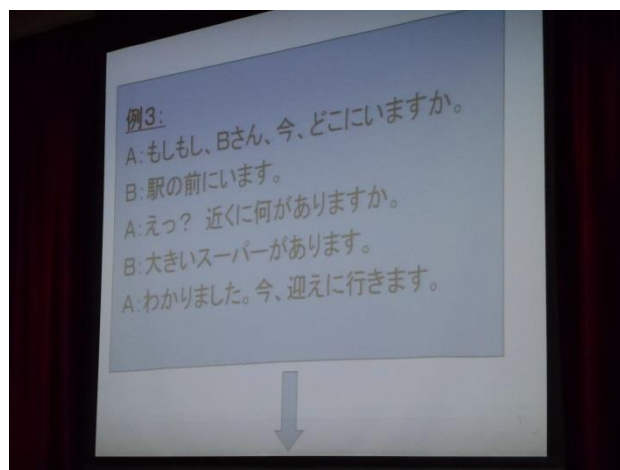 例3:
A:もしもし、Bさん、今、どこにいますか。
B:駅の前にいます。
A:えっ? 近くに何がありますか。
B:大きいスーパーがあります。
A:わかりました。今、迎えに行きます。